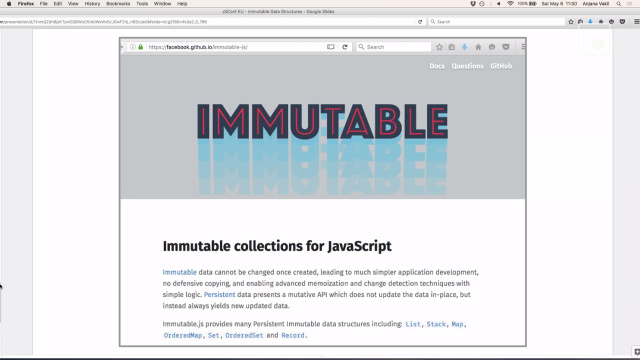 Firefox File Edit View History Bookmarks Tools Window Help
100% Sat May 6 11:50 Anjana Vakil
JSConf EU - Immutable Data Structures - Google Slides
Search
https://facebook.github.io/immutable-js/ Search
Docs Questions GitHub
IMMUTABLE
Immutable collections for JavaScript
Immutable data cannot be changed once created, leading to much simpler application development,
no defensive copying, and enabling advanced memoization and change detection techniques with
simple logic. Persistent data presents a mutative API which does not update the data in-place, but
instead always yields new updated data.
Immutable.js provides many Persistent Immutable data structures including: List, Stack, Map,
OrderedMap, Set, OrderedSet and Record.